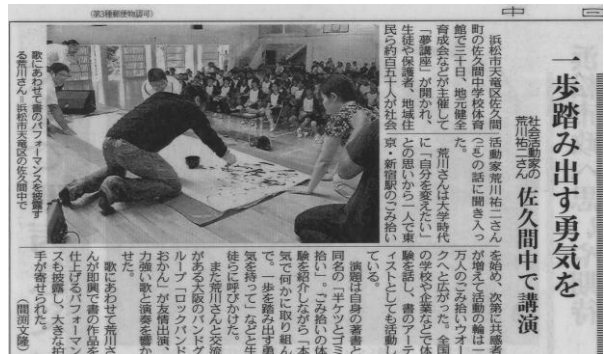 (第3種郵便物認可)
中
一歩踏み出す勇気を
社会活動家の
荒川祐二さん
佐久間中で講演
浜松市天竜区佐久間
町の佐久間中学校体育
館で三十日、地元健全
育成会などが主催して
「夢講座」が開かれ、
生徒や保護者、地域住
民ら約百五十人が社会
活動家荒川祐二さん
の話に聞き入っ
た。
荒川さんは大学時代
に「自分を変えたい」
との思いから一人で東
京・新宿駅のごみ拾い
を始め、次第に共感者
が増えて活動の輪は一
万人のごみ拾いウオー
クへと広がった。全国
の学校や企業などで体
験を話し、書のアーテ
ィストとしても活動し
ている。
演題は自身の著書と
同名の「半ケツとゴミ
拾い」。ごみ拾いの体
験を紹介しながら「本
気で何かに取り組ん
で。一歩を踏み出す勇
気を持って」などと生
徒らに呼びかけた。
また荒川さんと交流
がある大阪のバンドグ
ループ「ロックバンド
おかん」が友情出演、
力強い歌と演奏を響か
せた。
歌にあわせて荒川さ
んが即興で書の作品を
仕上げるパフォーマン
スも披露し、大きな拍
手が寄せられた。
(間渕文隆)
歌にあわせて書のパフォーマンスを披露す
る荒川さん=浜松市天竜区の佐久間中で